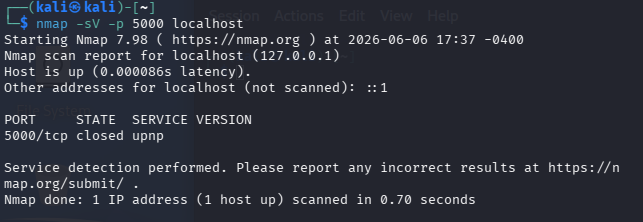 ┌──(kali㉿kali)-[~]
└─$ nmap -sV -p 5000 localhost
Starting Nmap 7.98 ( https://nmap.org ) at 2026-06-06 17:37 -0400
Nmap scan report for localhost (127.0.0.1)
Host is up (0.000086s latency).
Other addresses for localhost (not scanned): ::1
PORT     STATE  SERVICE VERSION
5000/tcp closed upnp
Service detection performed. Please report any incorrect results at https://n
map.org/submit/ .
Nmap done: 1 IP address (1 host up) scanned in 0.70 seconds
Session Actions Edit View Help